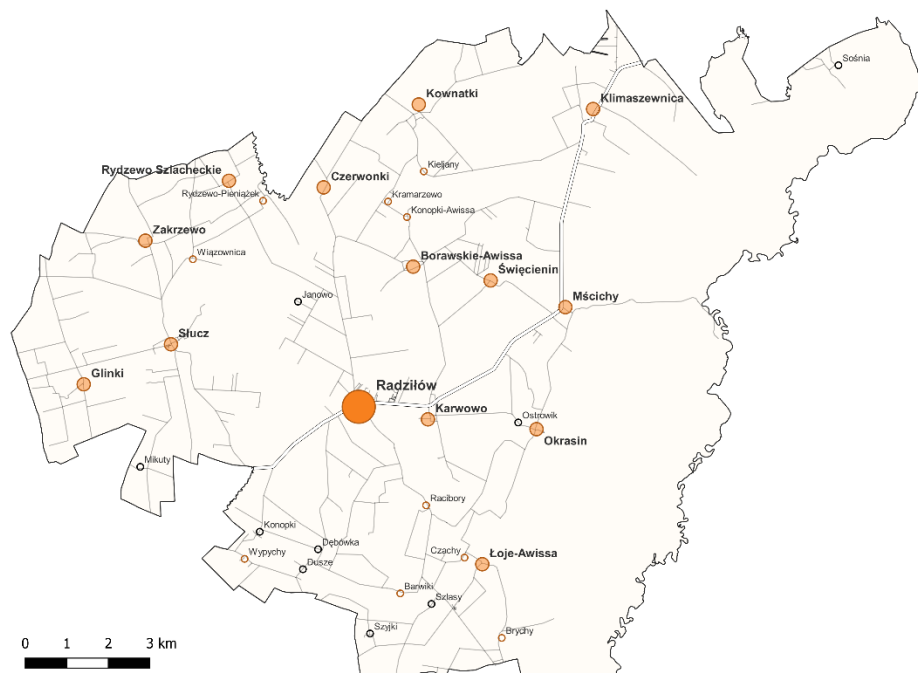 Sośnia
Kownatki
Klimaszewnica
Rydzewo Szlacheckie
Kieljany
Czerwonki
Rydzewo-Pieniążek
Kramarzewo
Konopki-Awissa
Zakrzewo
Wiązownica
Borawskie-Awissa
Święcienin
Janowo
Mścichy
Słucz
Glinki
Radziłów
Karwowo
Ostrowik
Okrasin
Mikuty
Racibory
Konopki
Dębówka
Wypychy
Dusze
Czachy
Łoje-Awissa
Barwiki
Szlasy
Szyjki
Brychy
0 1 2 3 km